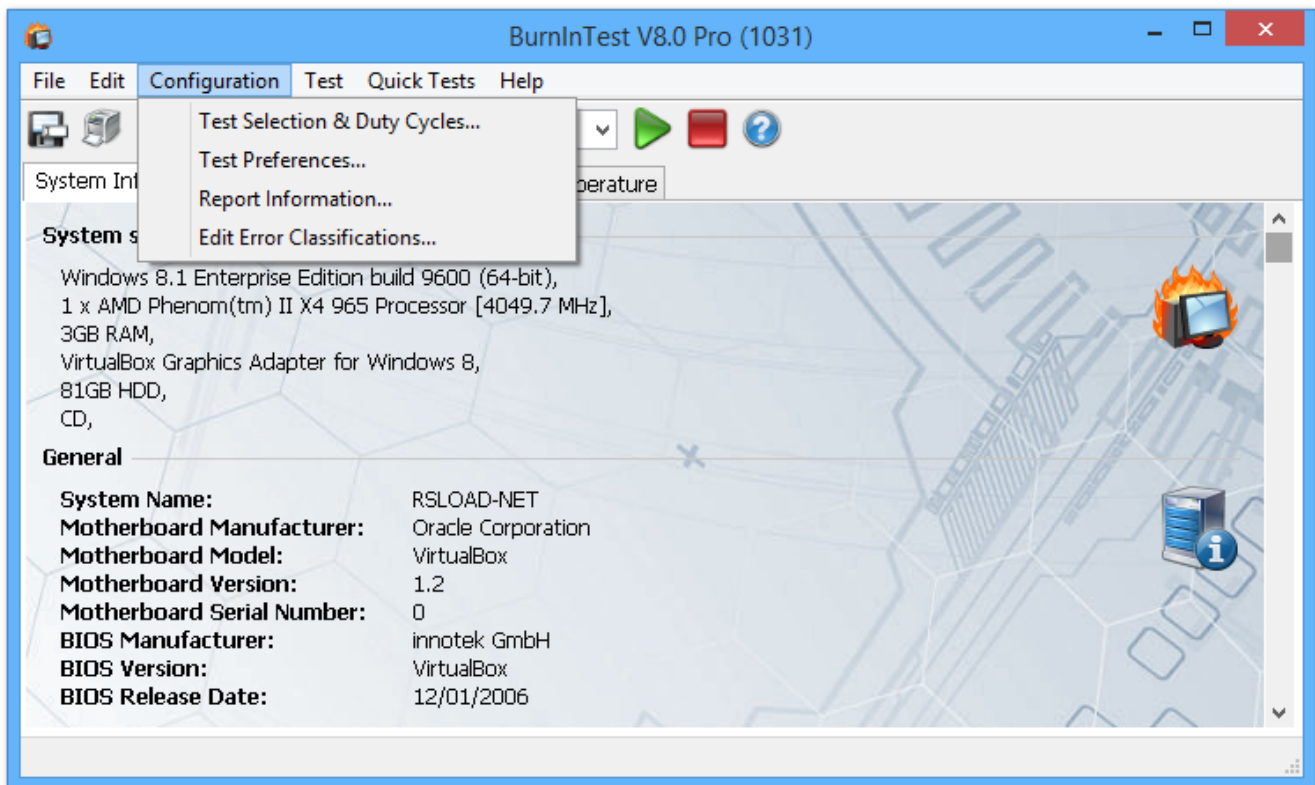 BurnInTest V8.0 Pro (1031)
File Edit Configuration Test Quick Tests Help
Test Selection & Duty Cycles...
Test Preferences...
Report Information...
Edit Error Classifications...
System
System
Windows 8.1 Enterprise Edition build 9600 (64-bit),
1 x AMD Phenom(tm) II X4 965 Processor [4049.7 MHz],
3GB RAM,
VirtualBox Graphics Adapter for Windows 8,
81GB HDD,
CD,
General
System Name: RSLOAD-NET
Motherboard Manufacturer: Oracle Corporation
Motherboard Model: VirtualBox
Motherboard Version: 1.2
Motherboard Serial Number: 0
BIOS Manufacturer: innotek GmbH
BIOS Version: VirtualBox
BIOS Release Date: 12/01/2006